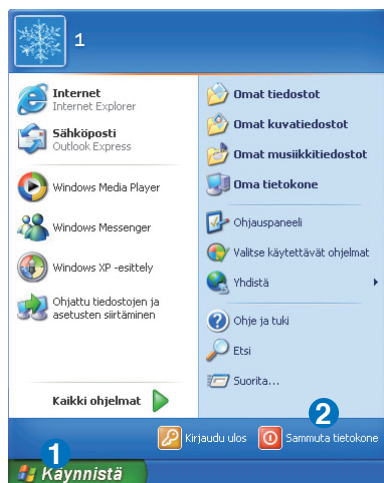 1
Internet
Internet Explorer
Sähköposti
Outlook Express
Windows Media Player
Windows Messenger
Windows XP -esittely
Ohjattu tiedostojen ja
asetusten siirtäminen
Kaikki ohjelmat
Omat tiedostot
Omat kuvatiedostot
Omat musiikkitiedostot
Oma tietokone
Ohjauspaneeli
Valitse käytettävät ohjelmat
Yhdistä
Ohje ja tuki
Etsi
Suorita...
2
Kirjaudu ulos
Sammuta tietokone
1
Käynnistä